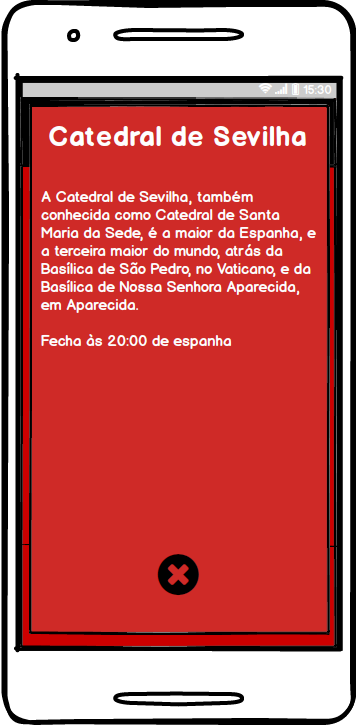 15:30
Catedral de Sevilha
A Catedral de Sevilha, também
conhecida como Catedral de Santa
Maria da Sede, é a maior da Espanha, e
a terceira maior do mundo, atrás da
Basílica de São Pedro, no Vaticano, e da
Basílica de Nossa Senhora Aparecida,
em Aparecida.
Fecha às 20:00 de espanha